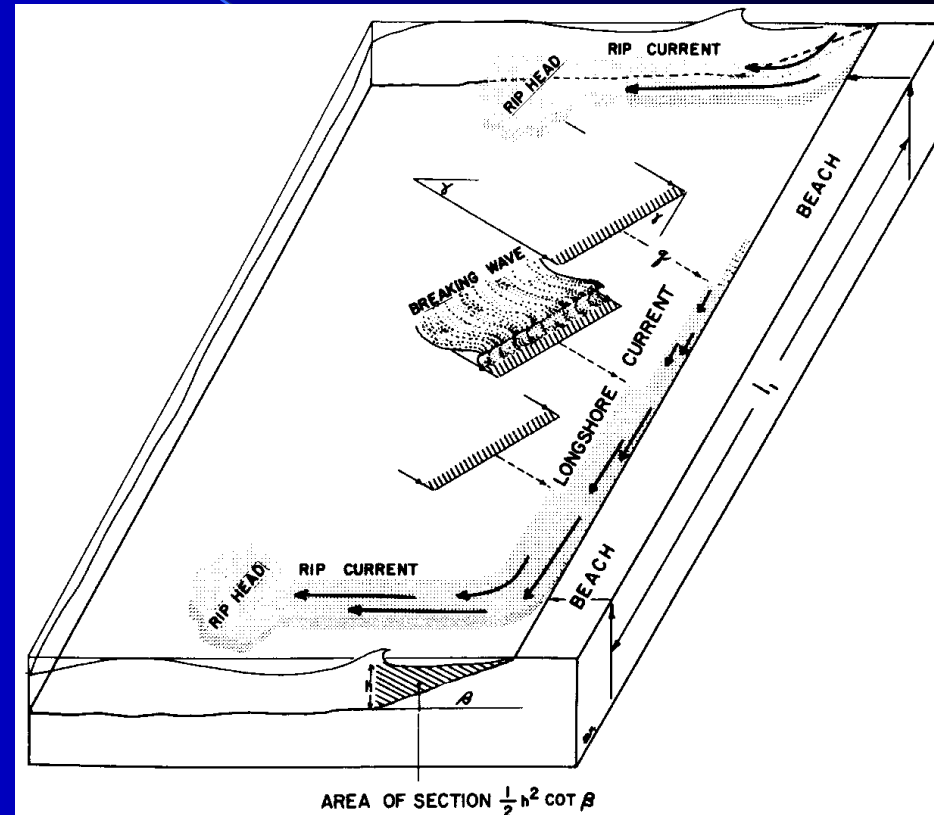 RIP CURRENT
RIP HEAD
BEACH
γ
γ
BREAKING WAVE
LONGSHORE CURRENT
l₁
BEACH
RIP CURRENT
RIP HEAD
h
β
AREA OF SECTION ½ h² COT β